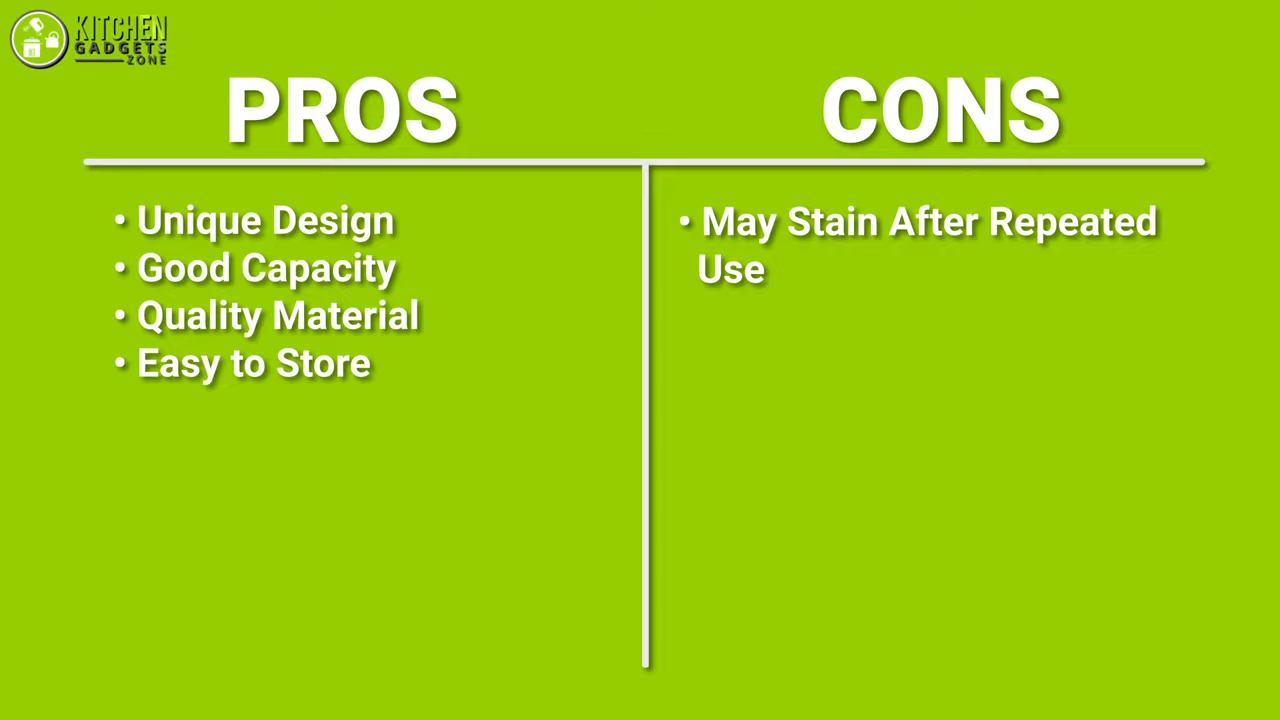 KITCHEN
GADGETS
ZONE
PROS
CONS
• Unique Design
• Good Capacity
• Quality Material
• Easy to Store
• May Stain After Repeated
Use